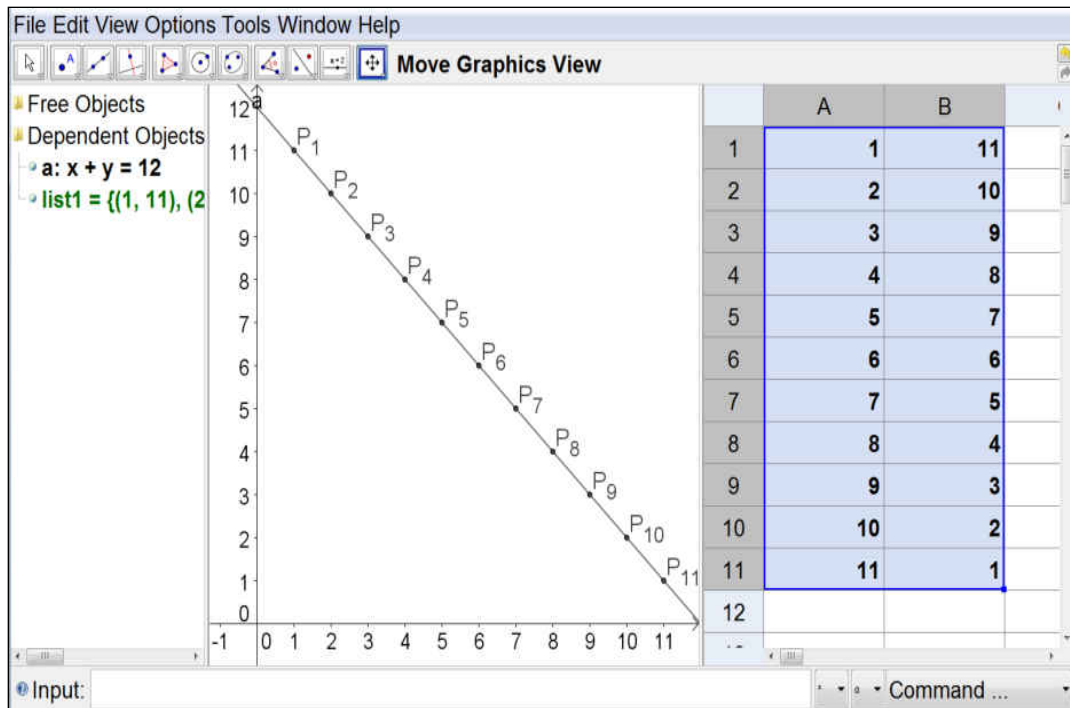 File Edit View Options Tools Window Help
Move Graphics View
Free Objects
Dependent Objects
a: x + y = 12
list1 = {(1, 11), (2
a
12
11
10
9
8
7
6
5
4
3
2
1
0
-1 0 1 2 3 4 5 6 7 8 9 10 11
P1
P2
P3
P4
P5
P6
P7
P8
P9
P10
P11
A B
1 1 11
2 2 10
3 3 9
4 4 8
5 5 7
6 6 6
7 7 5
8 8 4
9 9 3
10 10 2
11 11 1
12
Input: Command ...